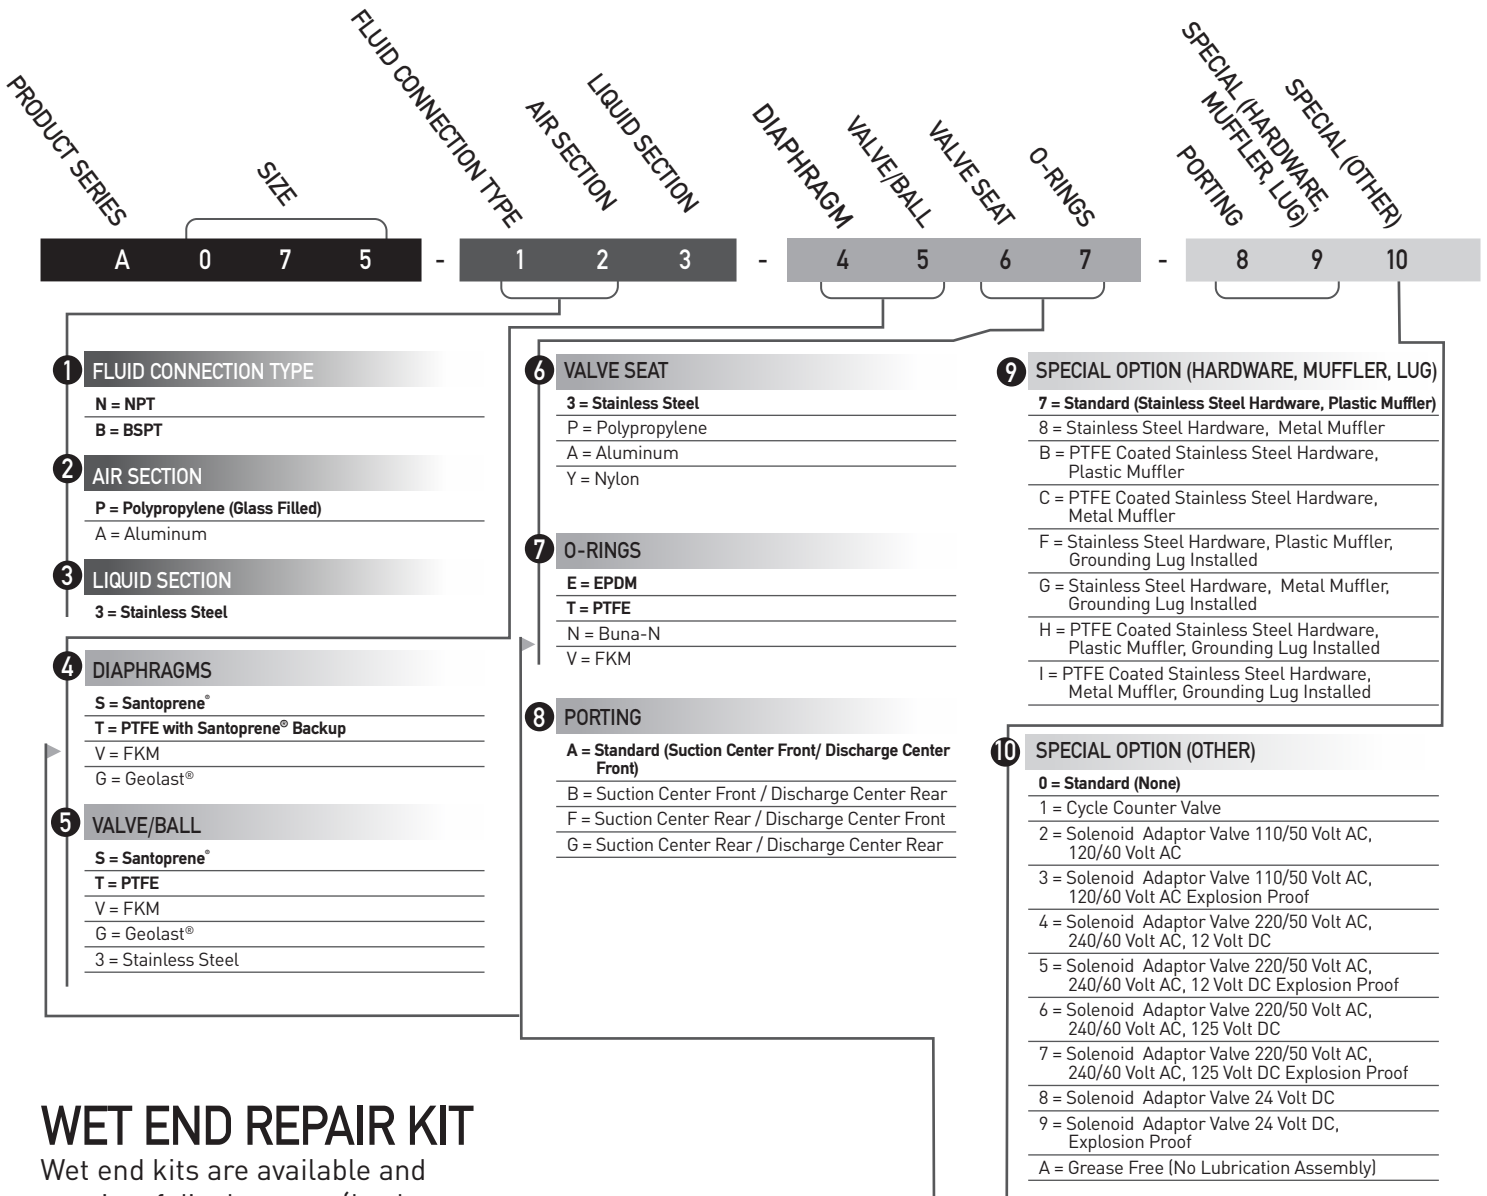 PRODUCT SERIES
SIZE
FLUID CONNECTION TYPE
AIR SECTION
LIQUID SECTION
DIAPHRAGM
VALVE/BALL
VALVE SEAT
O-RINGS
PORTING
SPECIAL (HARDWARE,
MUFFLER, LUG)
SPECIAL (OTHER)
A 0 7 5 - 1 2 3 - 4 5 6 7 - 8 9 10
1 FLUID CONNECTION TYPE
N = NPT
B = BSPT
2 AIR SECTION
P = Polypropylene (Glass Filled)
A = Aluminum
3 LIQUID SECTION
3 = Stainless Steel
4 DIAPHRAGMS
S = Santoprene®
T = PTFE with Santoprene® Backup
V = FKM
G = Geolast®
5 VALVE/BALL
S = Santoprene®
T = PTFE
V = FKM
G = Geolast®
3 = Stainless Steel
6 VALVE SEAT
3 = Stainless Steel
P = Polypropylene
A = Aluminum
Y = Nylon
7 O-RINGS
E = EPDM
T = PTFE
N = Buna-N
V = FKM
8 PORTING
A = Standard (Suction Center Front/ Discharge Center
Front)
B = Suction Center Front / Discharge Center Rear
F = Suction Center Rear / Discharge Center Front
G = Suction Center Rear / Discharge Center Rear
9 SPECIAL OPTION (HARDWARE, MUFFLER, LUG)
7 = Standard (Stainless Steel Hardware, Plastic Muffler)
8 = Stainless Steel Hardware, Metal Muffler
B = PTFE Coated Stainless Steel Hardware,
Plastic Muffler
C = PTFE Coated Stainless Steel Hardware,
Metal Muffler
F = Stainless Steel Hardware, Plastic Muffler,
Grounding Lug Installed
G = Stainless Steel Hardware, Metal Muffler,
Grounding Lug Installed
H = PTFE Coated Stainless Steel Hardware,
Plastic Muffler, Grounding Lug Installed
I = PTFE Coated Stainless Steel Hardware,
Metal Muffler, Grounding Lug Installed
10 SPECIAL OPTION (OTHER)
0 = Standard (None)
1 = Cycle Counter Valve
2 = Solenoid Adaptor Valve 110/50 Volt AC,
120/60 Volt AC
3 = Solenoid Adaptor Valve 110/50 Volt AC,
120/60 Volt AC Explosion Proof
4 = Solenoid Adaptor Valve 220/50 Volt AC,
240/60 Volt AC, 12 Volt DC
5 = Solenoid Adaptor Valve 220/50 Volt AC,
240/60 Volt AC, 12 Volt DC Explosion Proof
6 = Solenoid Adaptor Valve 220/50 Volt AC,
240/60 Volt AC, 125 Volt DC
7 = Solenoid Adaptor Valve 220/50 Volt AC,
240/60 Volt AC, 125 Volt DC Explosion Proof
8 = Solenoid Adaptor Valve 24 Volt DC
9 = Solenoid Adaptor Valve 24 Volt DC,
Explosion Proof
A = Grease Free (No Lubrication Assembly)
WET END REPAIR KIT
Wet end kits are available and